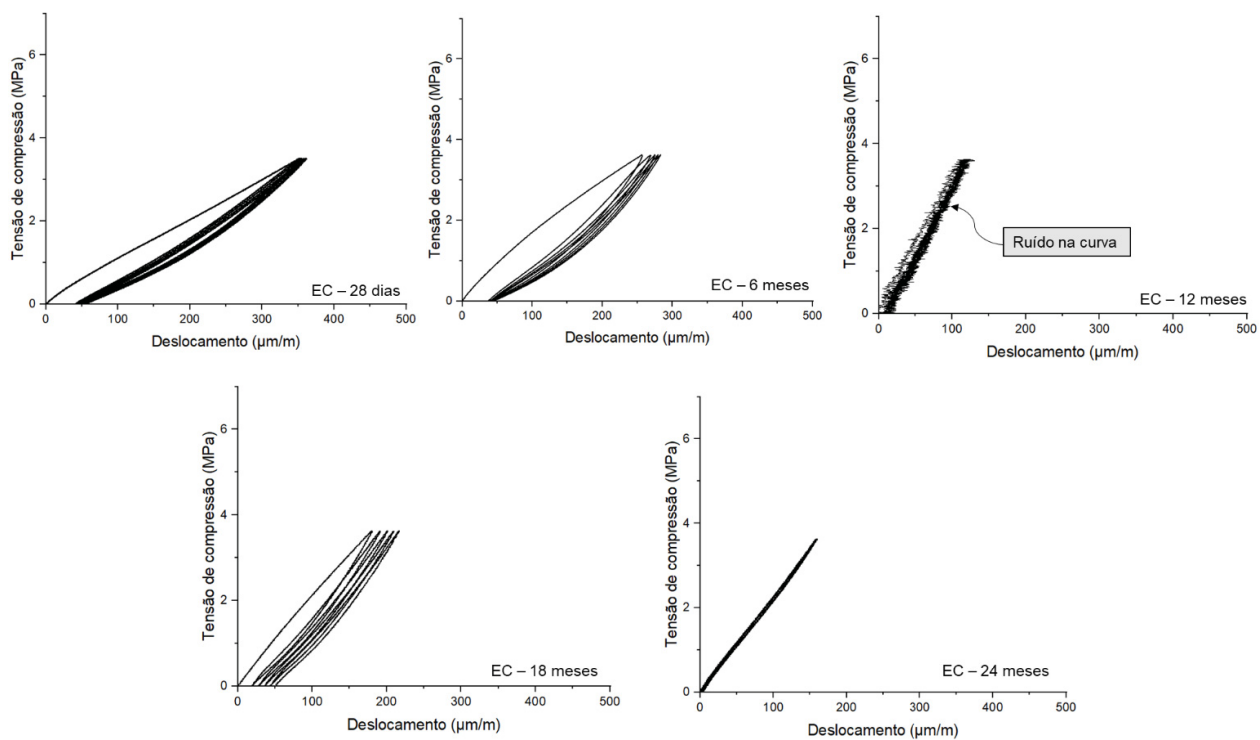 Tensão de compressão (MPa)
6
4
2
0
0 100 200 300 400 500
Deslocamento (µm/m)
EC – 28 dias
Tensão de compressão (MPa)
6
4
2
0
0 100 200 300 400 500
Deslocamento (µm/m)
EC – 6 meses
Tensão de compressão (MPa)
6
4
2
0
0 100 200 300 400 500
Deslocamento (µm/m)
Ruído na curva
EC – 12 meses
Tensão de compressão (MPa)
6
4
2
0
0 100 200 300 400 500
Deslocamento (µm/m)
EC – 18 meses
Tensão de compressão (MPa)
6
4
2
0
0 100 200 300 400 500
Deslocamento (µm/m)
EC – 24 meses